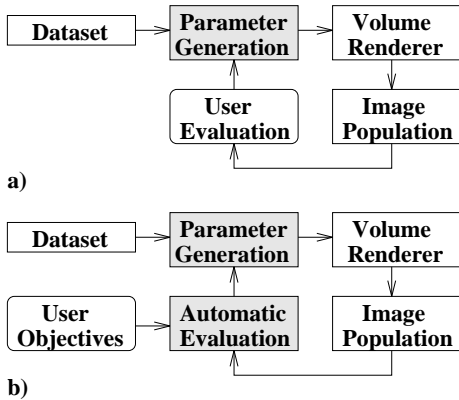 Dataset
Parameter
Generation
Volume
Renderer
User
Evaluation
Image
Population
a)
Dataset
Parameter
Generation
Volume
Renderer
User
Objectives
Automatic
Evaluation
Image
Population
b)